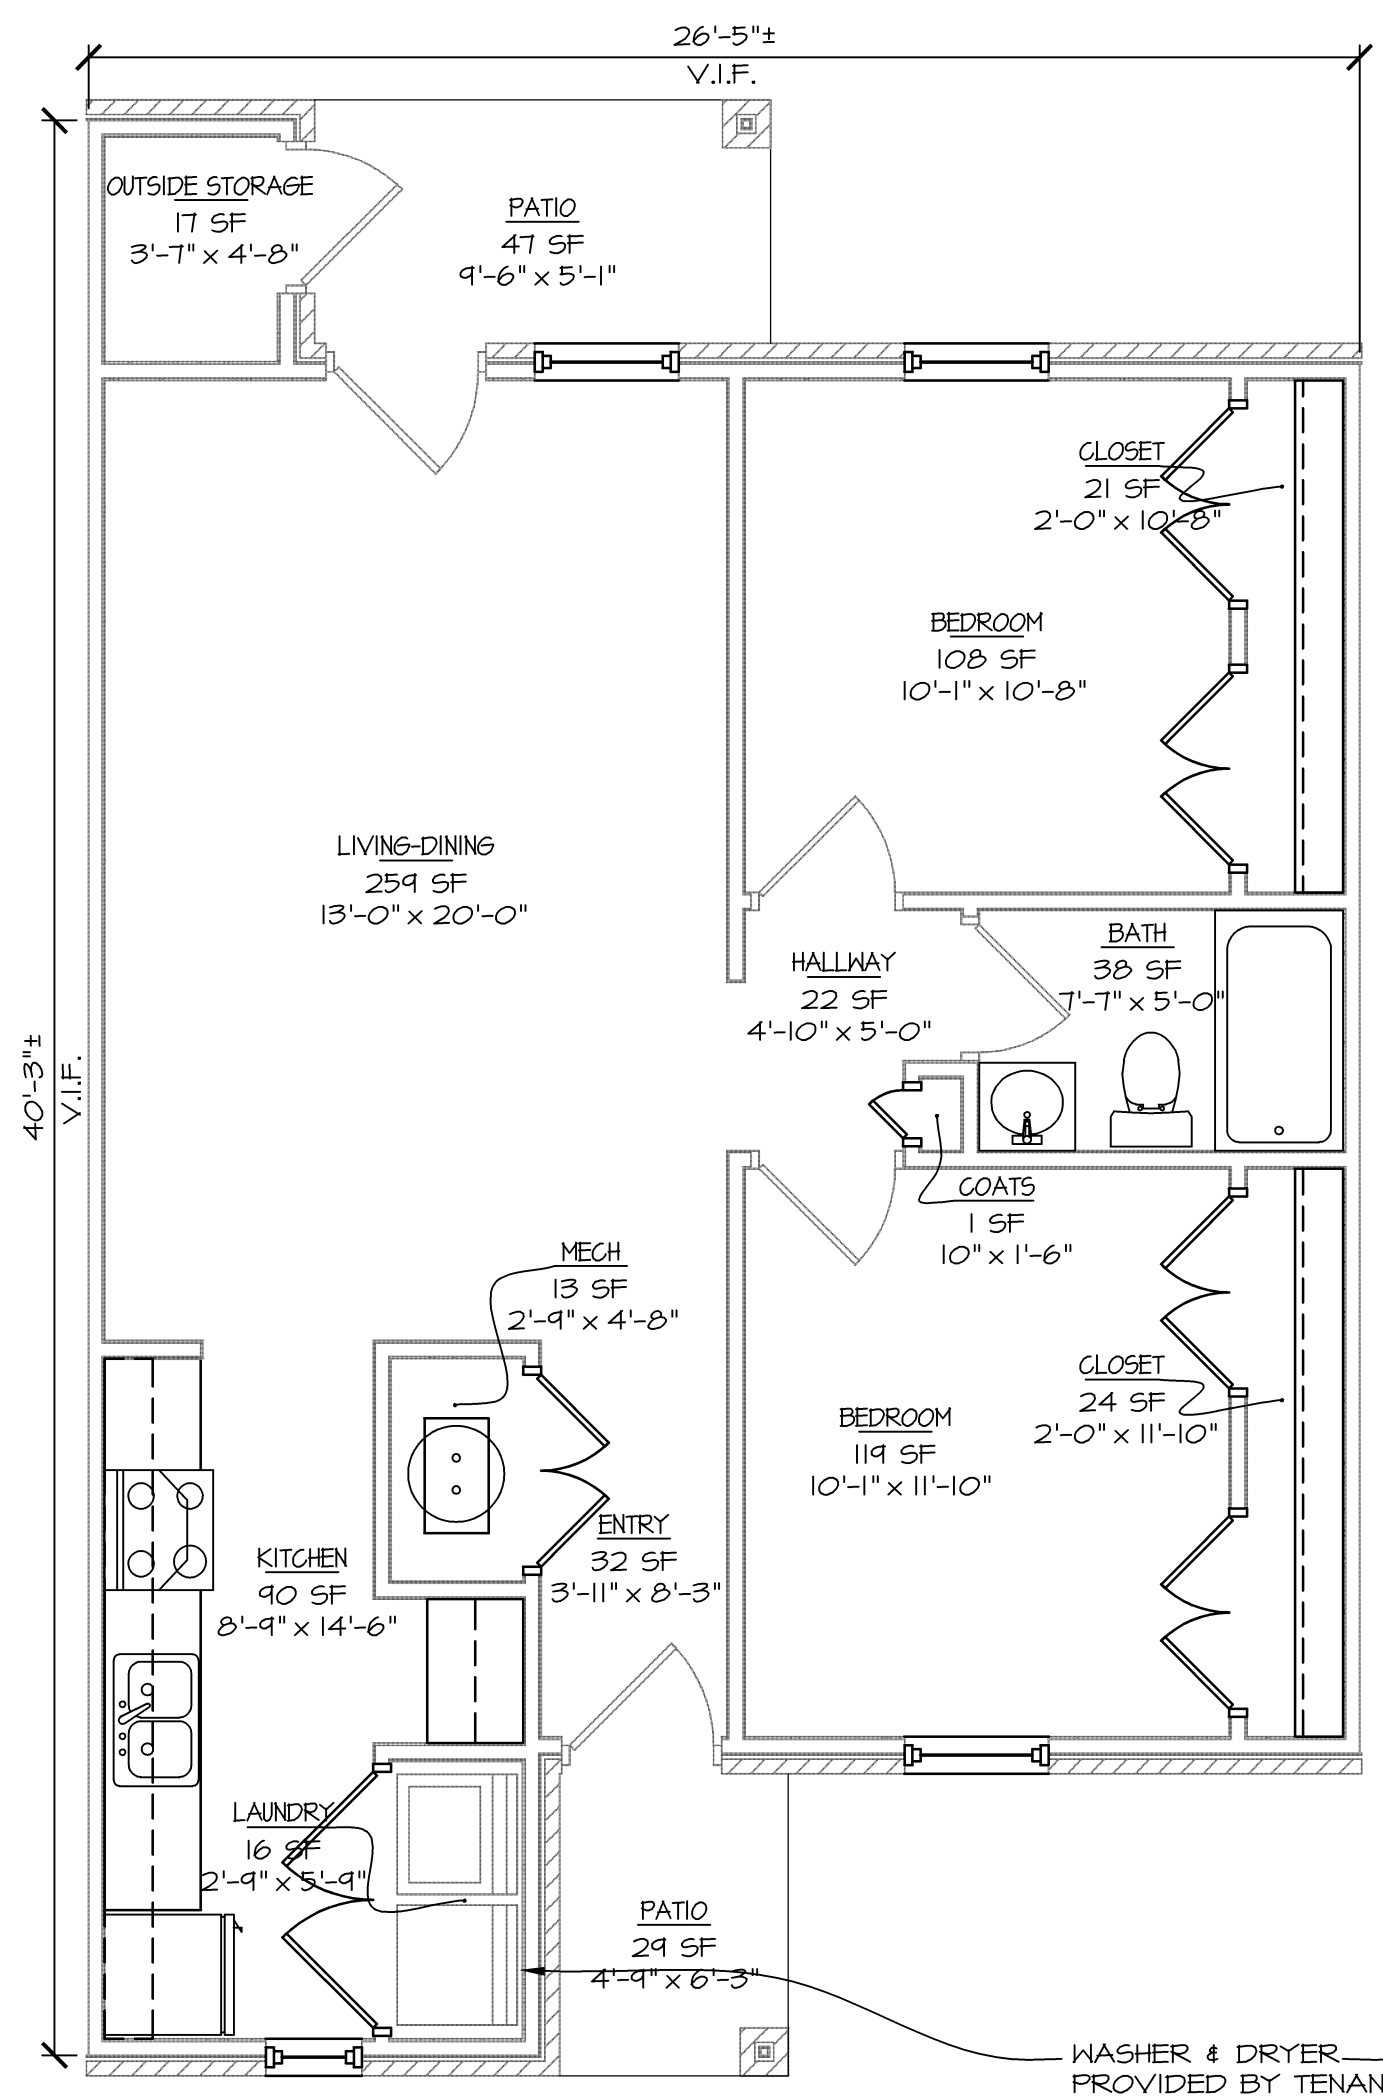 26'-5"±
V.I.F.
OUTSIDE STORAGE
17 SF
3'-7" x 4'-8"
PATIO
47 SF
9'-6" x 5'-1"
CLOSET
21 SF
2'-0" x 10'-8"
BEDROOM
108 SF
10'-1" x 10'-8"
LIVING-DINING
259 SF
13'-0" x 20'-0"
BATH
38 SF
7'-7" x 5'-0"
HALLWAY
22 SF
4'-10" x 5'-0"
40'-3"±
V.I.F.
COATS
1 SF
10" x 1'-6"
MECH
13 SF
2'-9" x 4'-8"
CLOSET
24 SF
2'-0" x 11'-10"
BEDROOM
119 SF
10'-1" x 11'-10"
ENTRY
32 SF
3'-11" x 8'-3"
KITCHEN
90 SF
8'-9" x 14'-6"
LAUNDRY
16 SF
2'-9" x 5'-9"
PATIO
29 SF
4'-9" x 6'-3"
WASHER & DRYER
PROVIDED BY TENAN